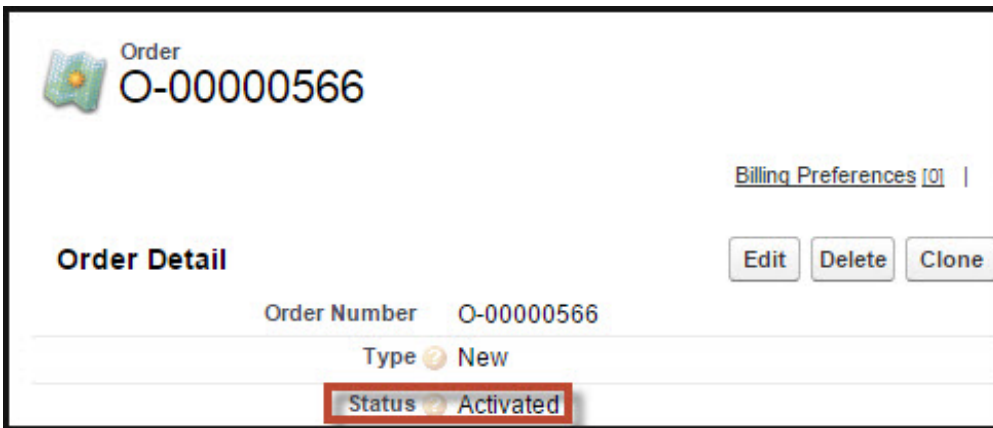 Order
O-00000566
Billing Preferences [0] |
Order Detail Edit Delete Clone
Order Number O-00000566
Type ? New
Status ? Activated